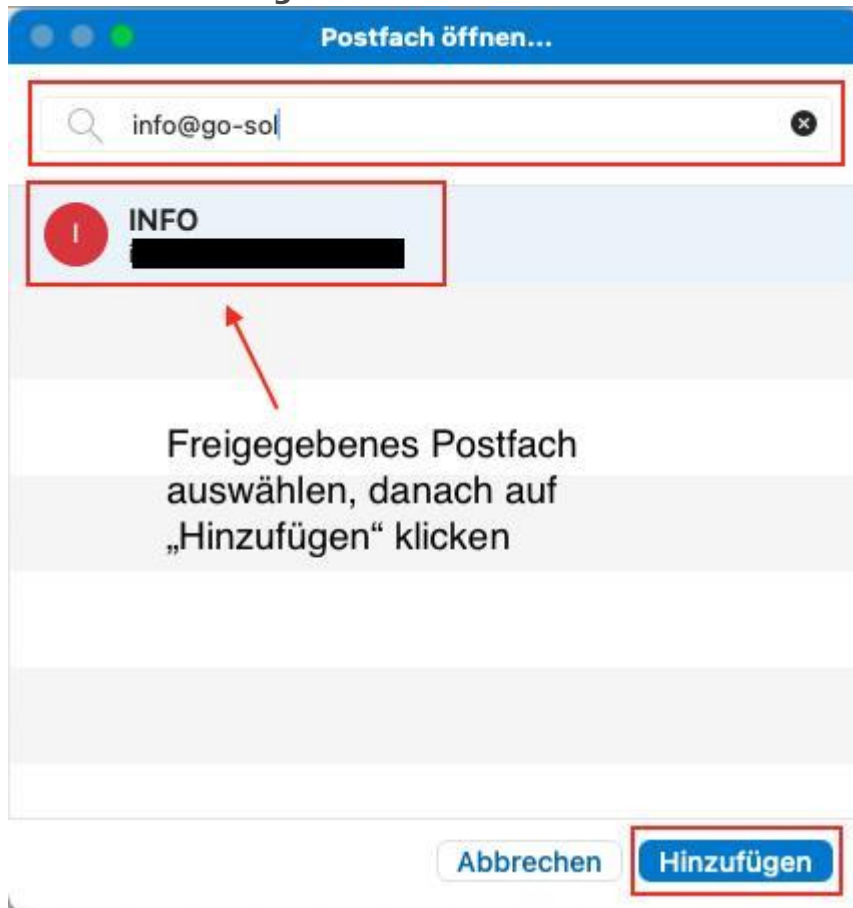 Postfach öffnen...
info@go-sol
I
INFO
Freigegebenes Postfach
auswählen, danach auf
„Hinzufügen“ klicken
Abbrechen
Hinzufügen